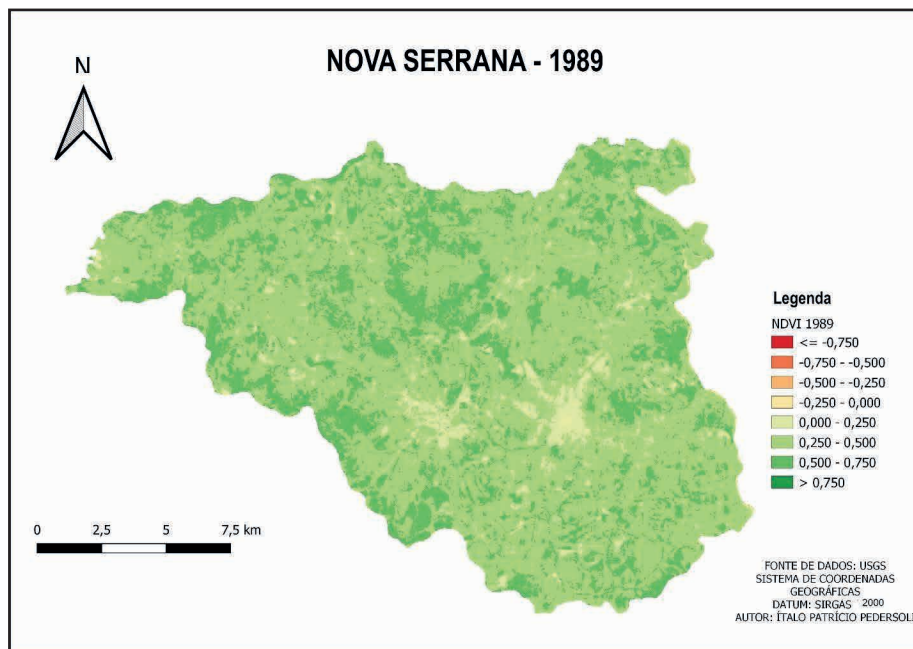 NOVA SERRANA - 1989
N
Legenda
NDVI 1989
<= -0,750
-0,750 - -0,500
-0,500 - -0,250
-0,250 - 0,000
0,000 - 0,250
0,250 - 0,500
0,500 - 0,750
> 0,750
0 2,5 5 7,5 km
FONTE DE DADOS: USGS
SISTEMA DE COORDENADAS
GEOGRÁFICAS
DATUM: SIRGAS 2000
AUTOR: ÍTALO PATRÍCIO PEDERSOLI